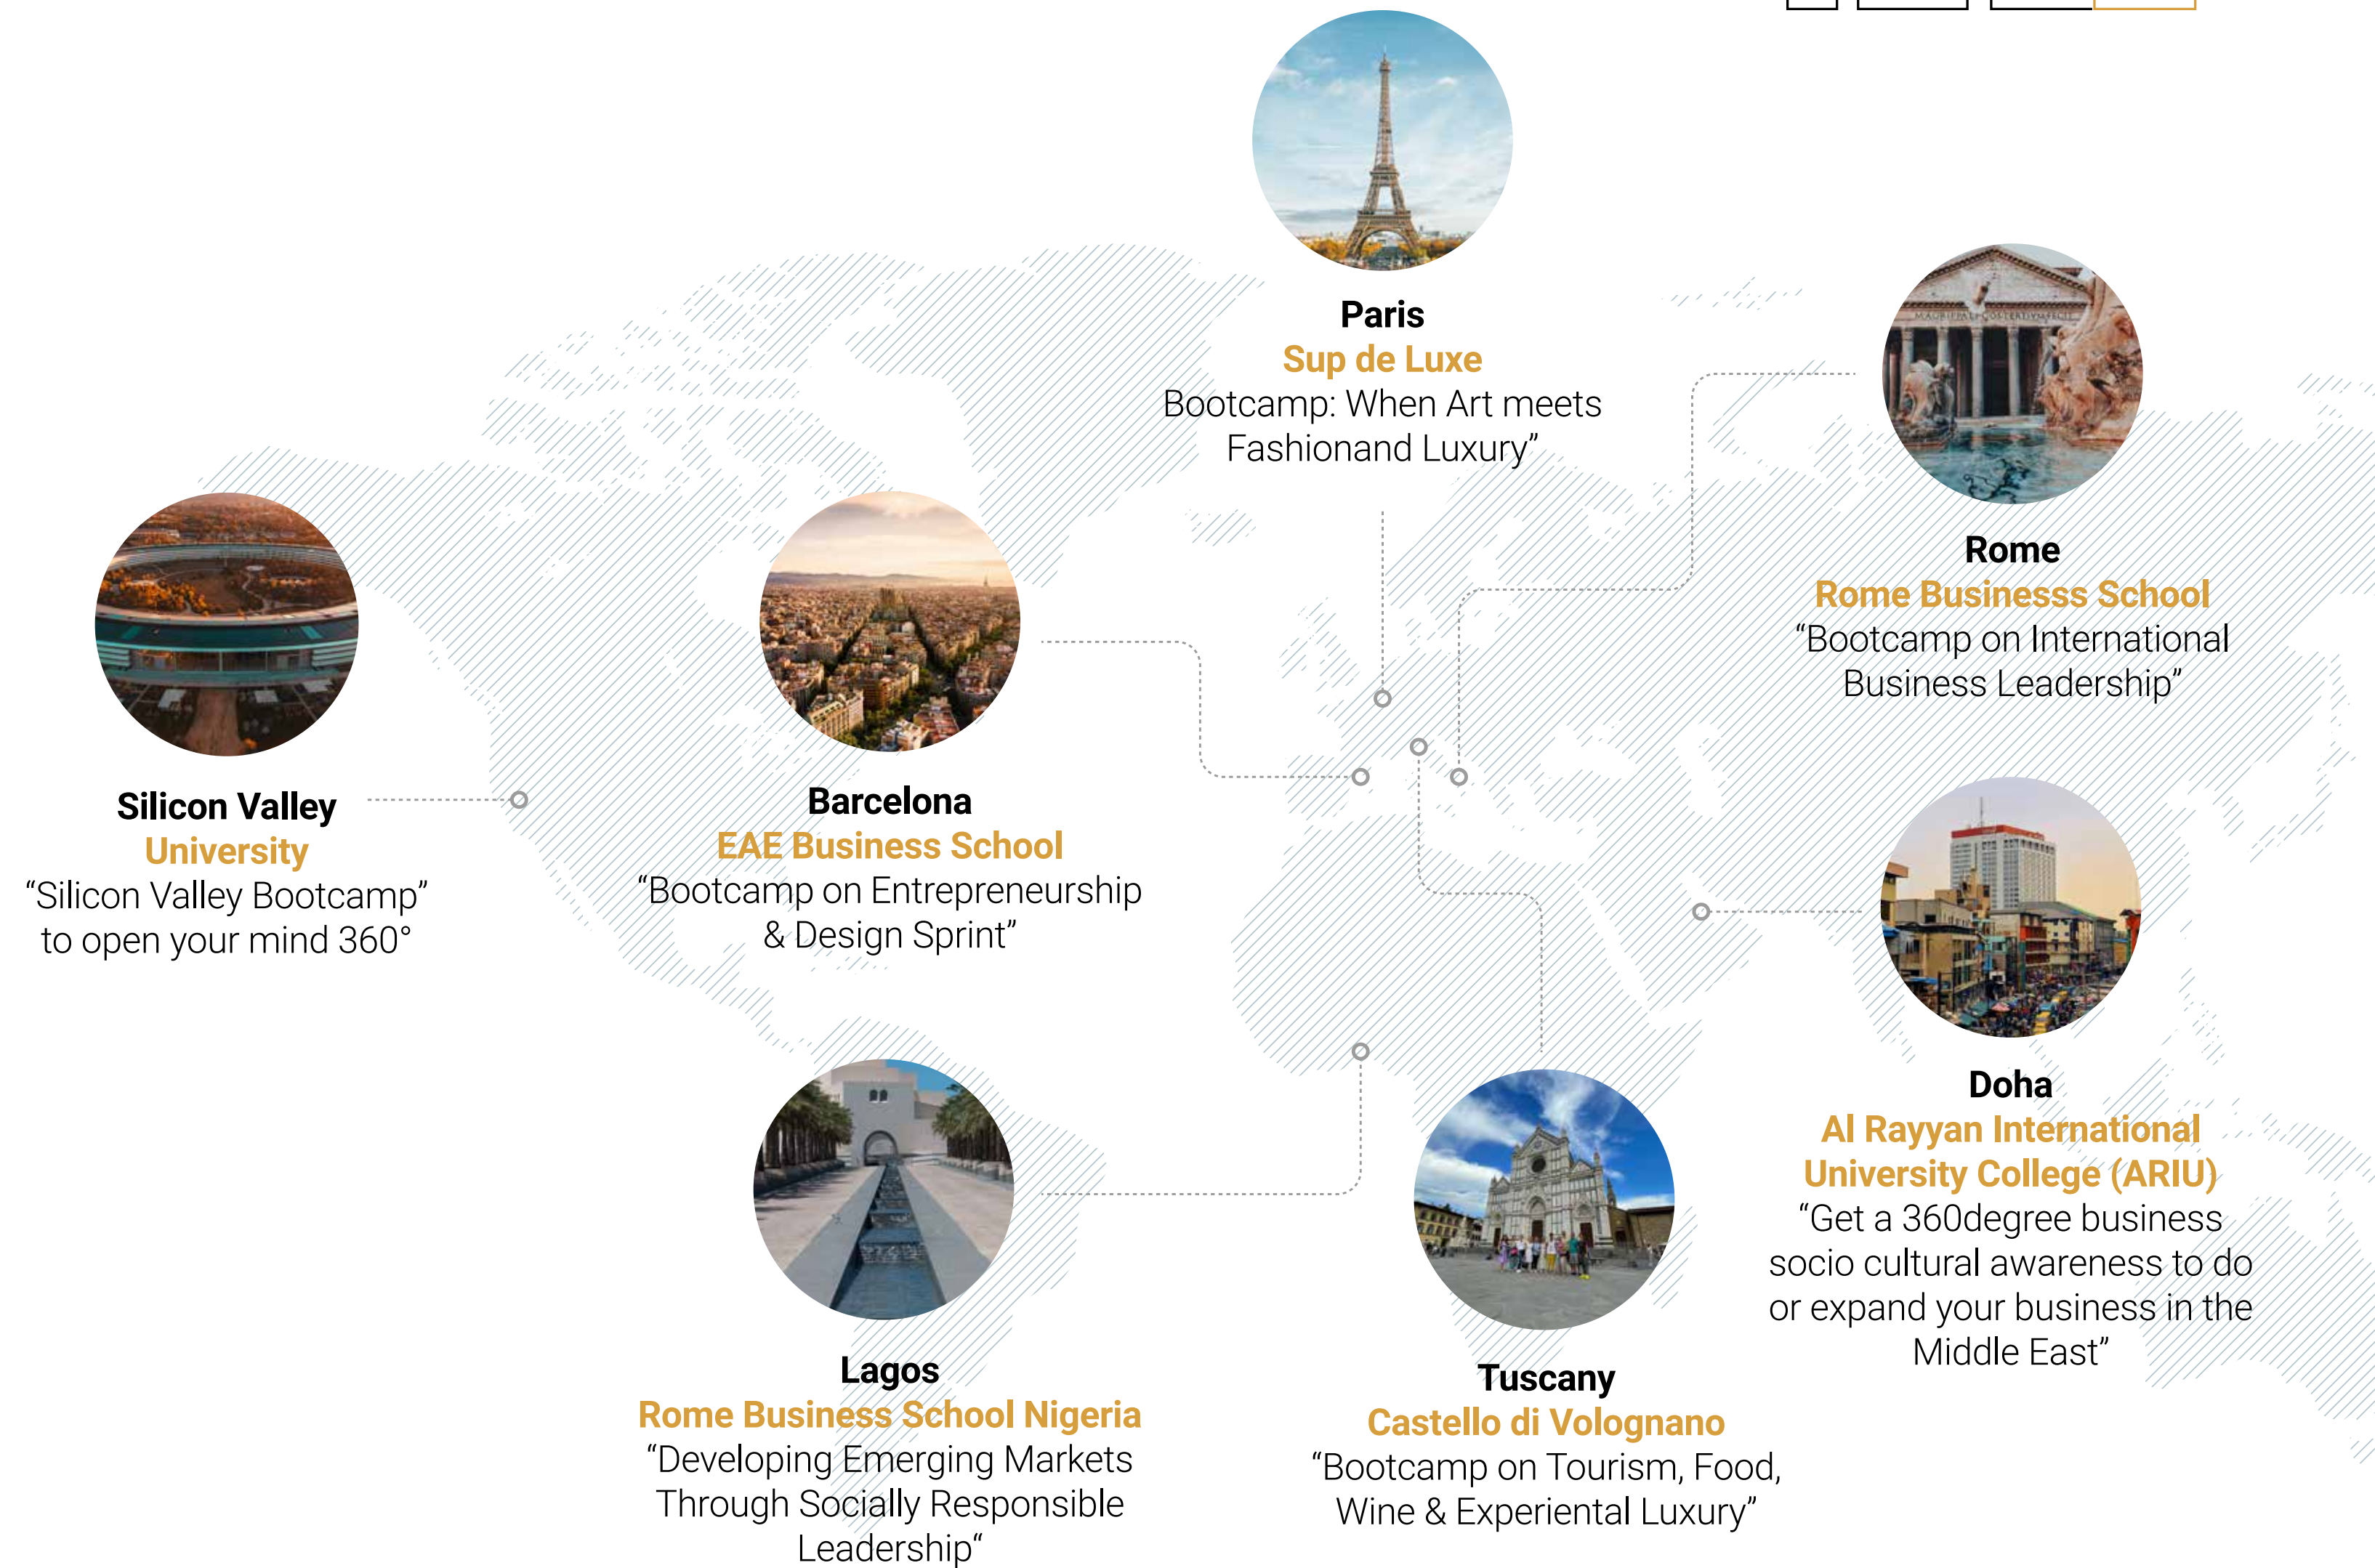 Paris
Sup de Luxe
Bootcamp: When Art meets
Fashionand Luxury”
Rome
Rome Businesss School
“Bootcamp on International
Business Leadership”
Silicon Valley
University
“Silicon Valley Bootcamp”
to open your mind 360°
Barcelona
EAE Business School
“Bootcamp on Entrepreneurship
& Design Sprint”
Doha
Al Rayyan International
University College (ARIU)
“Get a 360degree business
socio cultural awareness to do
or expand your business in the
Middle East”
Lagos
Rome Business School Nigeria
“Developing Emerging Markets
Through Socially Responsible
Leadership“
Tuscany
Castello di Volognano
“Bootcamp on Tourism, Food,
Wine & Experiental Luxury”